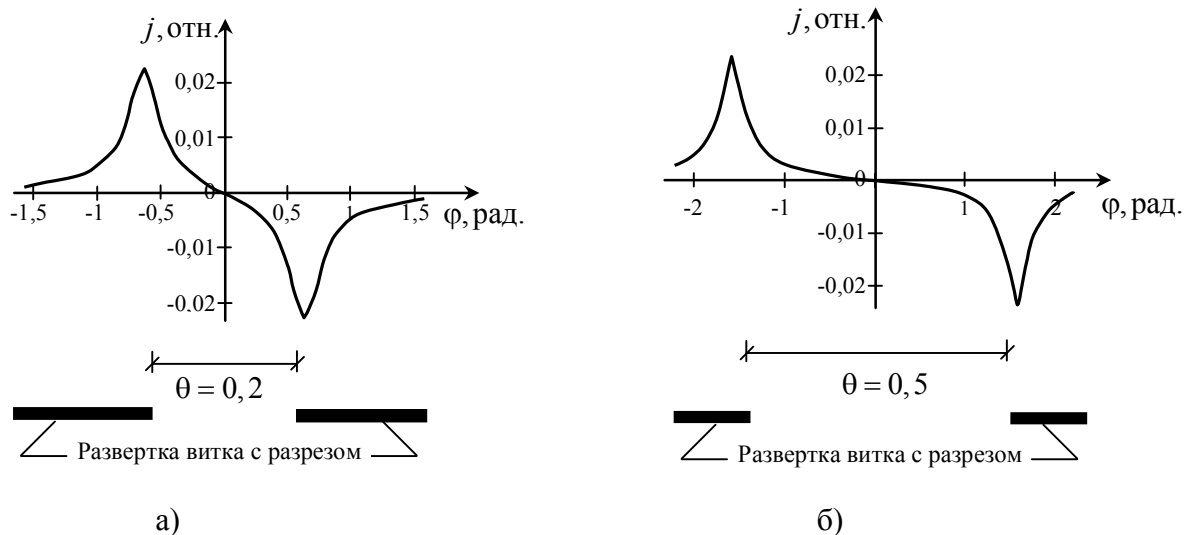 j, отн.
0,02
0,01
0
-1,5
-1
-0,5
0,5
1
1,5
φ, рад.
-0,01
-0,02
θ = 0,2
Развертка витка с разрезом
а)
j, отн.
0,02
0,01
0
-2
-1
1
2
φ, рад.
-0,01
-0,02
θ = 0,5
Развертка витка с разрезом
б)